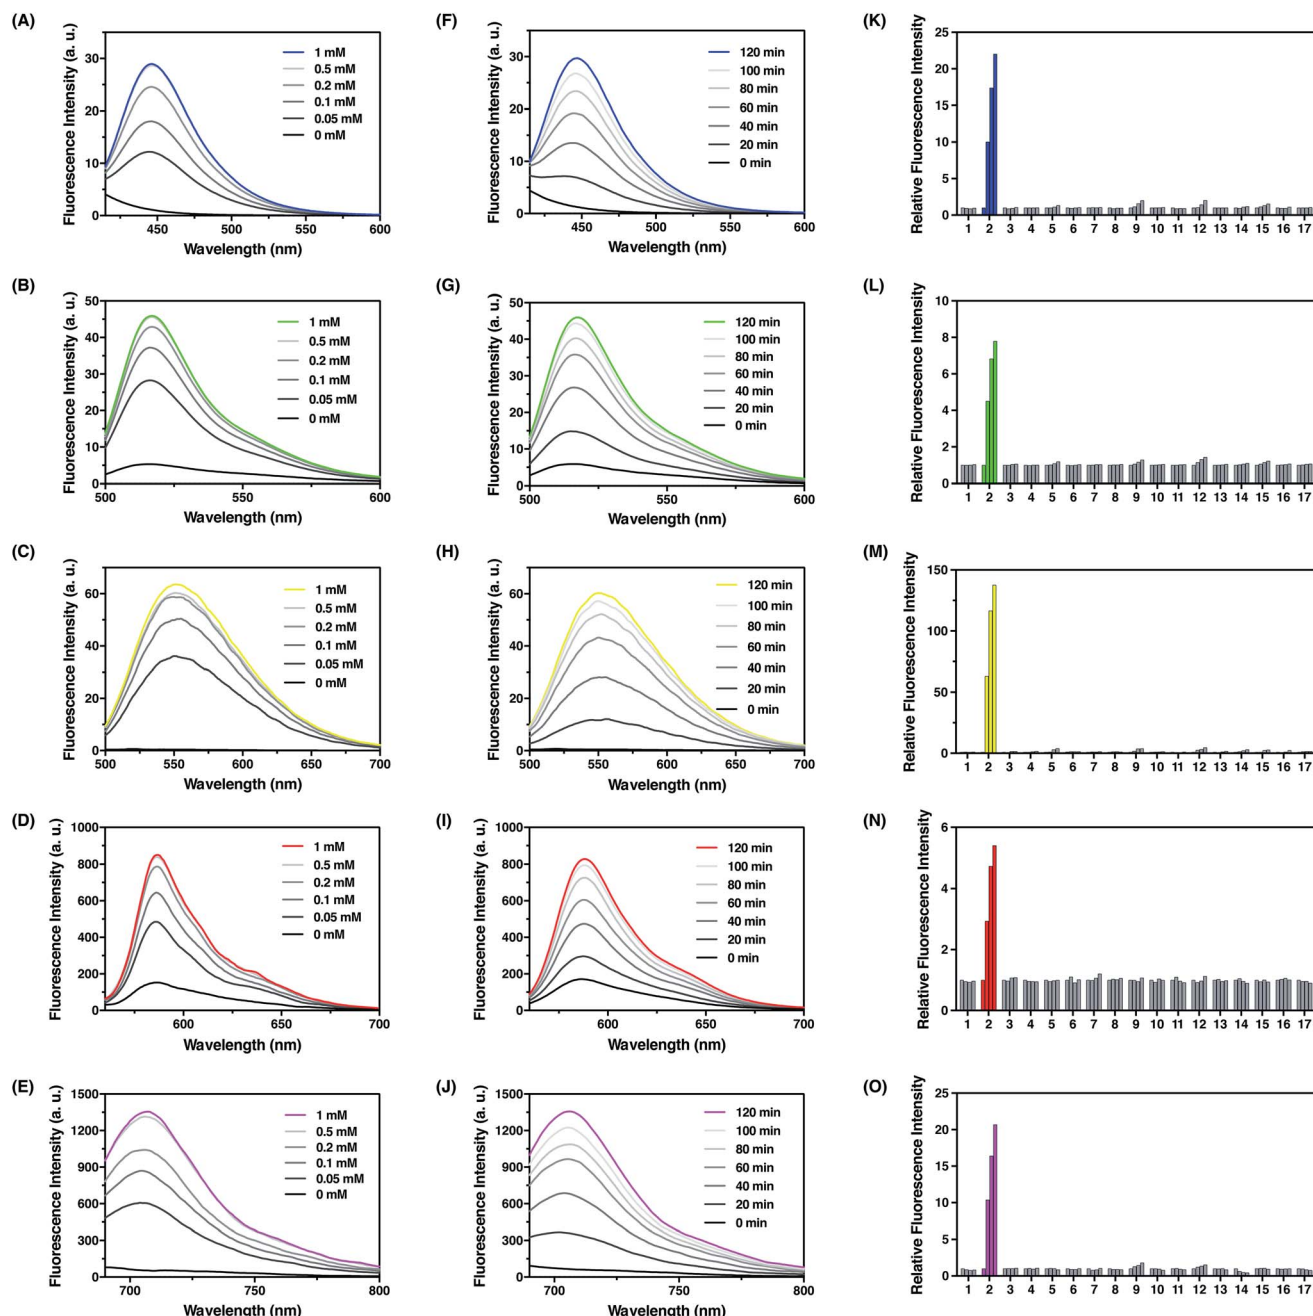 (A)
Fluorescence Intensity (a. u.)
30
20
10
0
450
500
550
600
Wavelength (nm)
1 mM
0.5 mM
0.2 mM
0.1 mM
0.05 mM
0 mM
(F)
Fluorescence Intensity (a. u.)
30
20
10
0
450
500
550
600
Wavelength (nm)
120 min
100 min
80 min
60 min
40 min
20 min
0 min
(K)
Relative Fluorescence Intensity
25
20
15
10
5
0
1 2 3 4 5 6 7 8 9 10 11 12 13 14 15 16 17
(B)
Fluorescence Intensity (a. u.)
50
40
30
20
10
0
500
550
600
Wavelength (nm)
1 mM
0.5 mM
0.2 mM
0.1 mM
0.05 mM
0 mM
(G)
Fluorescence Intensity (a. u.)
50
40
30
20
10
0
500
550
600
Wavelength (nm)
120 min
100 min
80 min
60 min
40 min
20 min
0 min
(L)
Relative Fluorescence Intensity
10
8
6
4
2
0
1 2 3 4 5 6 7 8 9 10 11 12 13 14 15 16 17
(C)
Fluorescence Intensity (a. u.)
60
40
20
0
500
550
600
650
700
Wavelength (nm)
1 mM
0.5 mM
0.2 mM
0.1 mM
0.05 mM
0 mM
(H)
Fluorescence Intensity (a. u.)
60
40
20
0
500
550
600
650
700
Wavelength (nm)
120 min
100 min
80 min
60 min
40 min
20 min
0 min
(M)
Relative Fluorescence Intensity
150
100
50
0
1 2 3 4 5 6 7 8 9 10 11 12 13 14 15 16 17
(D)
Fluorescence Intensity (a. u.)
1000
800
600
400
200
0
600
650
700
Wavelength (nm)
1 mM
0.5 mM
0.2 mM
0.1 mM
0.05 mM
0 mM
(I)
Fluorescence Intensity (a. u.)
1000
800
600
400
200
0
600
650
700
Wavelength (nm)
120 min
100 min
80 min
60 min
40 min
20 min
0 min
(N)
Relative Fluorescence Intensity
6
4
2
0
1 2 3 4 5 6 7 8 9 10 11 12 13 14 15 16 17
(E)
Fluorescence Intensity (a. u.)
1500
1200
900
600
300
0
700
750
800
Wavelength (nm)
1 mM
0.5 mM
0.2 mM
0.1 mM
0.05 mM
0 mM
(J)
Fluorescence Intensity (a. u.)
1500
1200
900
600
300
0
700
750
800
Wavelength (nm)
120 min
100 min
80 min
60 min
40 min
20 min
0 min
(O)
Relative Fluorescence Intensity
25
20
15
10
5
0
1 2 3 4 5 6 7 8 9 10 11 12 13 14 15 16 17